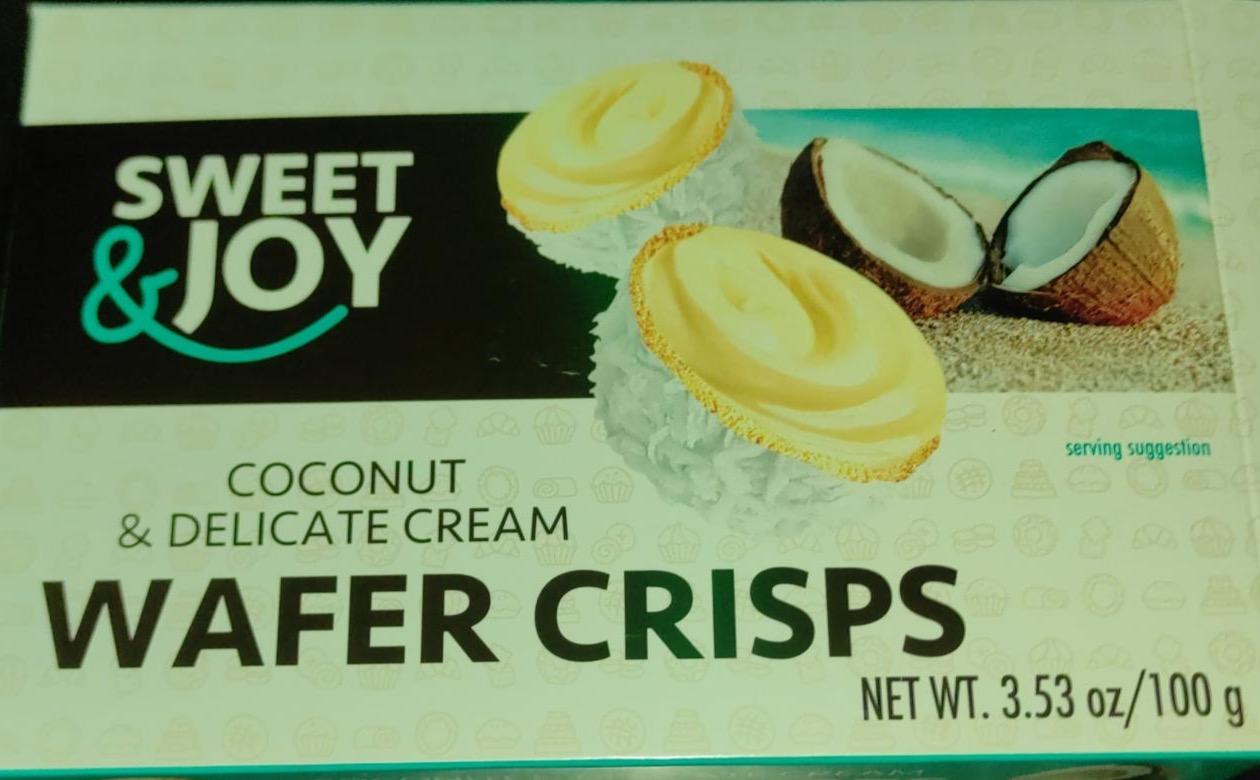 SWEET
& JOY
serving suggestion
COCONUT
& DELICATE CREAM
WAFER CRISPS
NET WT. 3.53 oz/100 g